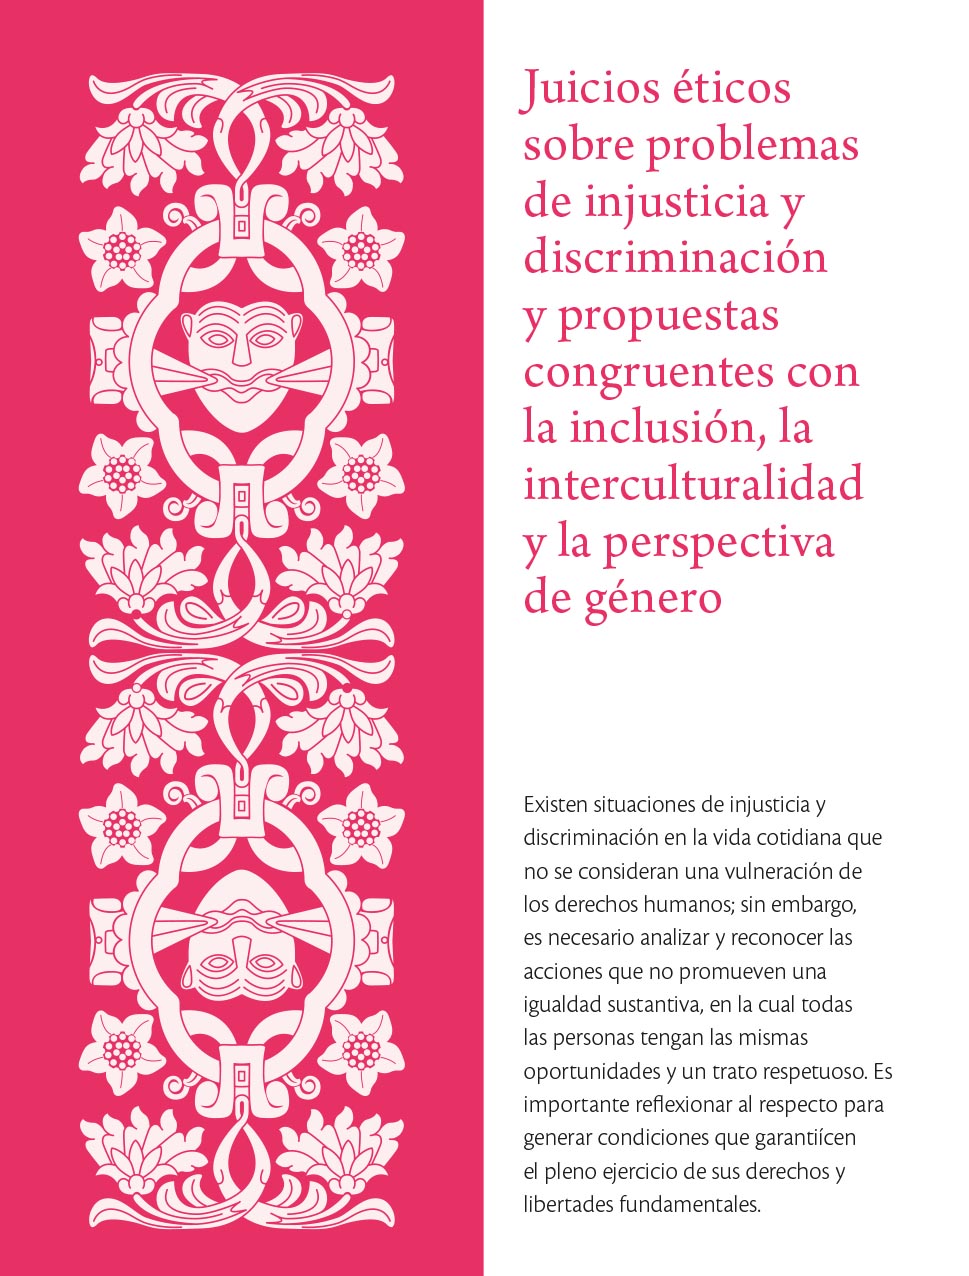 Juicios éticos
sobre problemas
de injusticia y
discriminación
y propuestas
congruentes con
la inclusión, la
interculturalidad
y la perspectiva
de género
Existen situaciones de injusticia y
discriminación en la vida cotidiana que
no se consideran una vulneración de
los derechos humanos; sin embargo,
es necesario analizar y reconocer las
acciones que no promueven una
igualdad sustantiva, en la cual todas
las personas tengan las mismas
oportunidades y un trato respetuoso. Es
importante reflexionar al respecto para
generar condiciones que garantiícen
el pleno ejercicio de sus derechos y
libertades fundamentales.